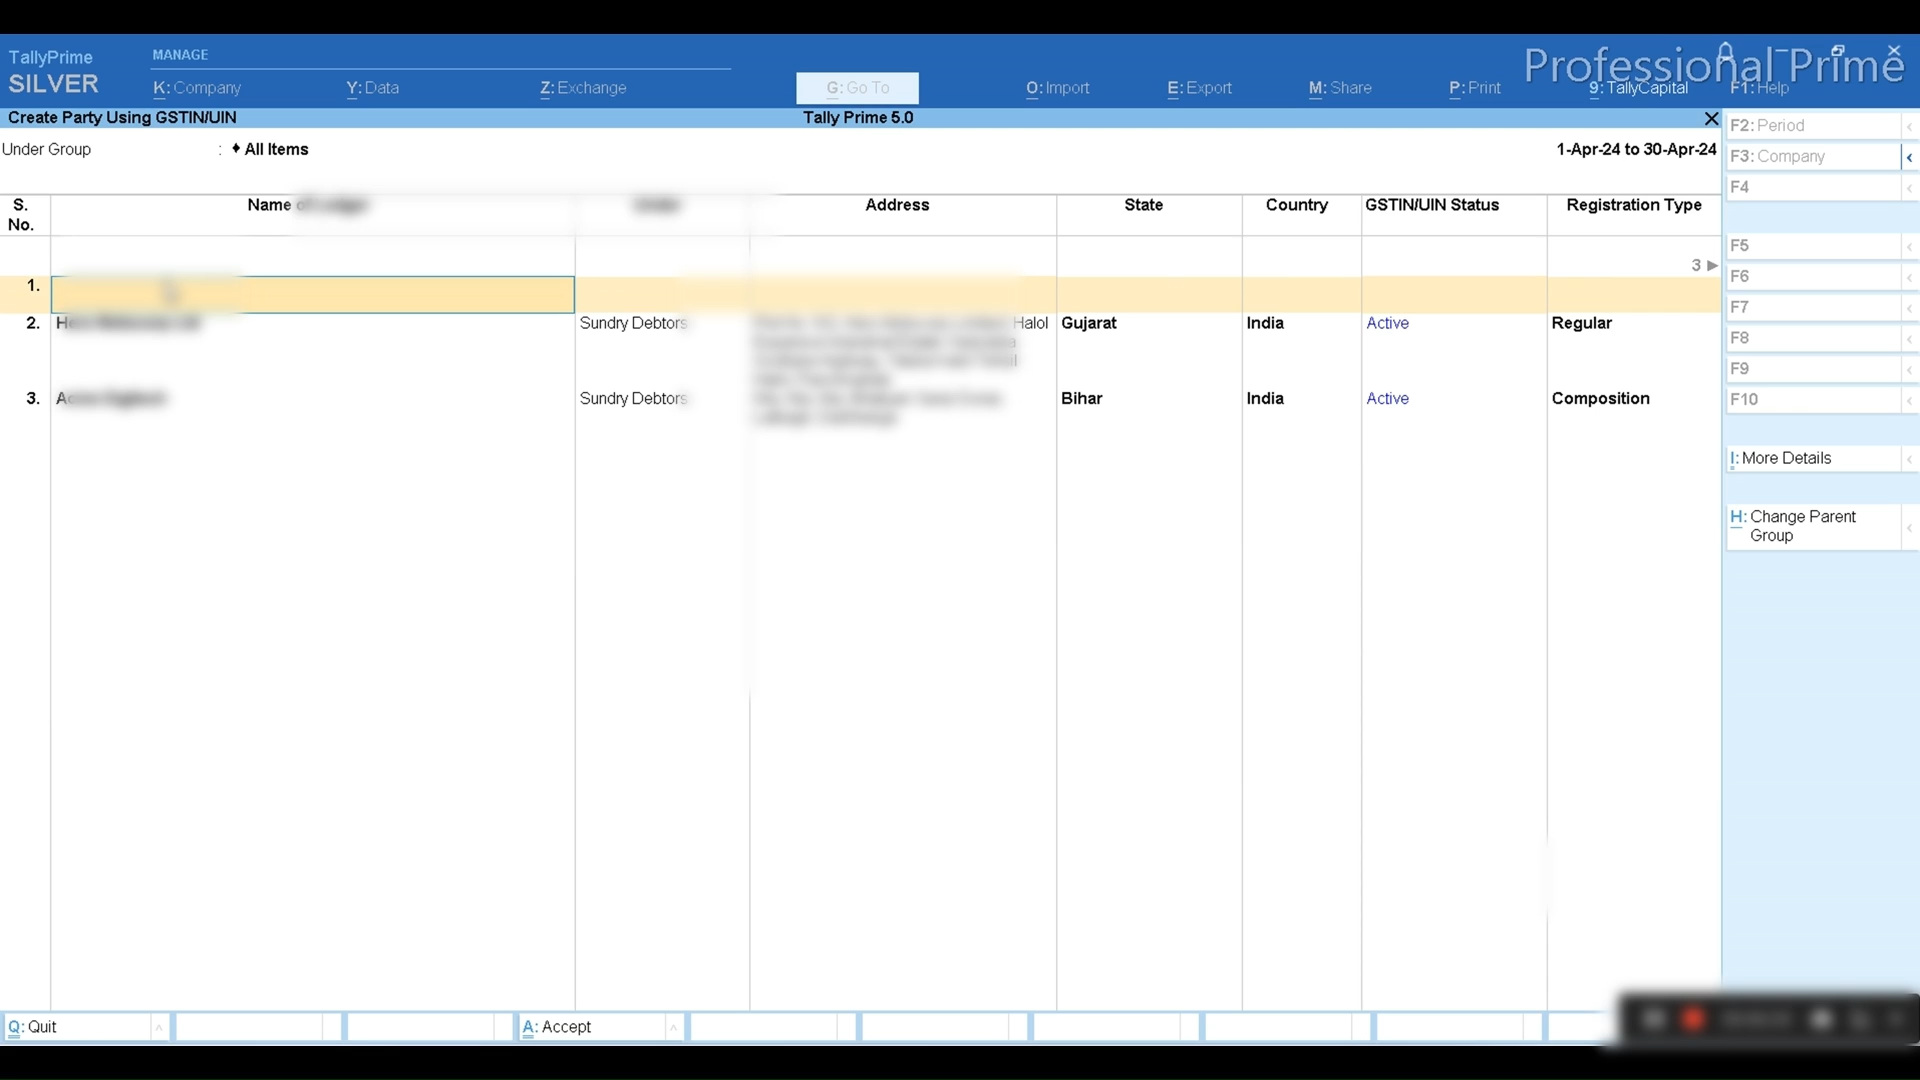 TallyPrime
SILVER
MANAGE
K: Company
Y: Data
Z: Exchange
G: Go To
O: Import
E: Export
M: Share
P: Print
9: TallyCapital
F1: Help
Professional Prime
Create Party Using GSTIN/UIN
Tally Prime 5.0
Under Group : ♦ All Items
1-Apr-24 to 30-Apr-24
S. No.
Name
Address
State
Country
GSTIN/UIN Status
Registration Type
3 ▶
1.
2. Sundry Debtors Halol Gujarat India Active Regular
3. Sundry Debtors Bihar India Active Composition
F2: Period
F3: Company
F4
F5
F6
F7
F8
F9
F10
I: More Details
H: Change Parent
Group
Q: Quit
A: Accept